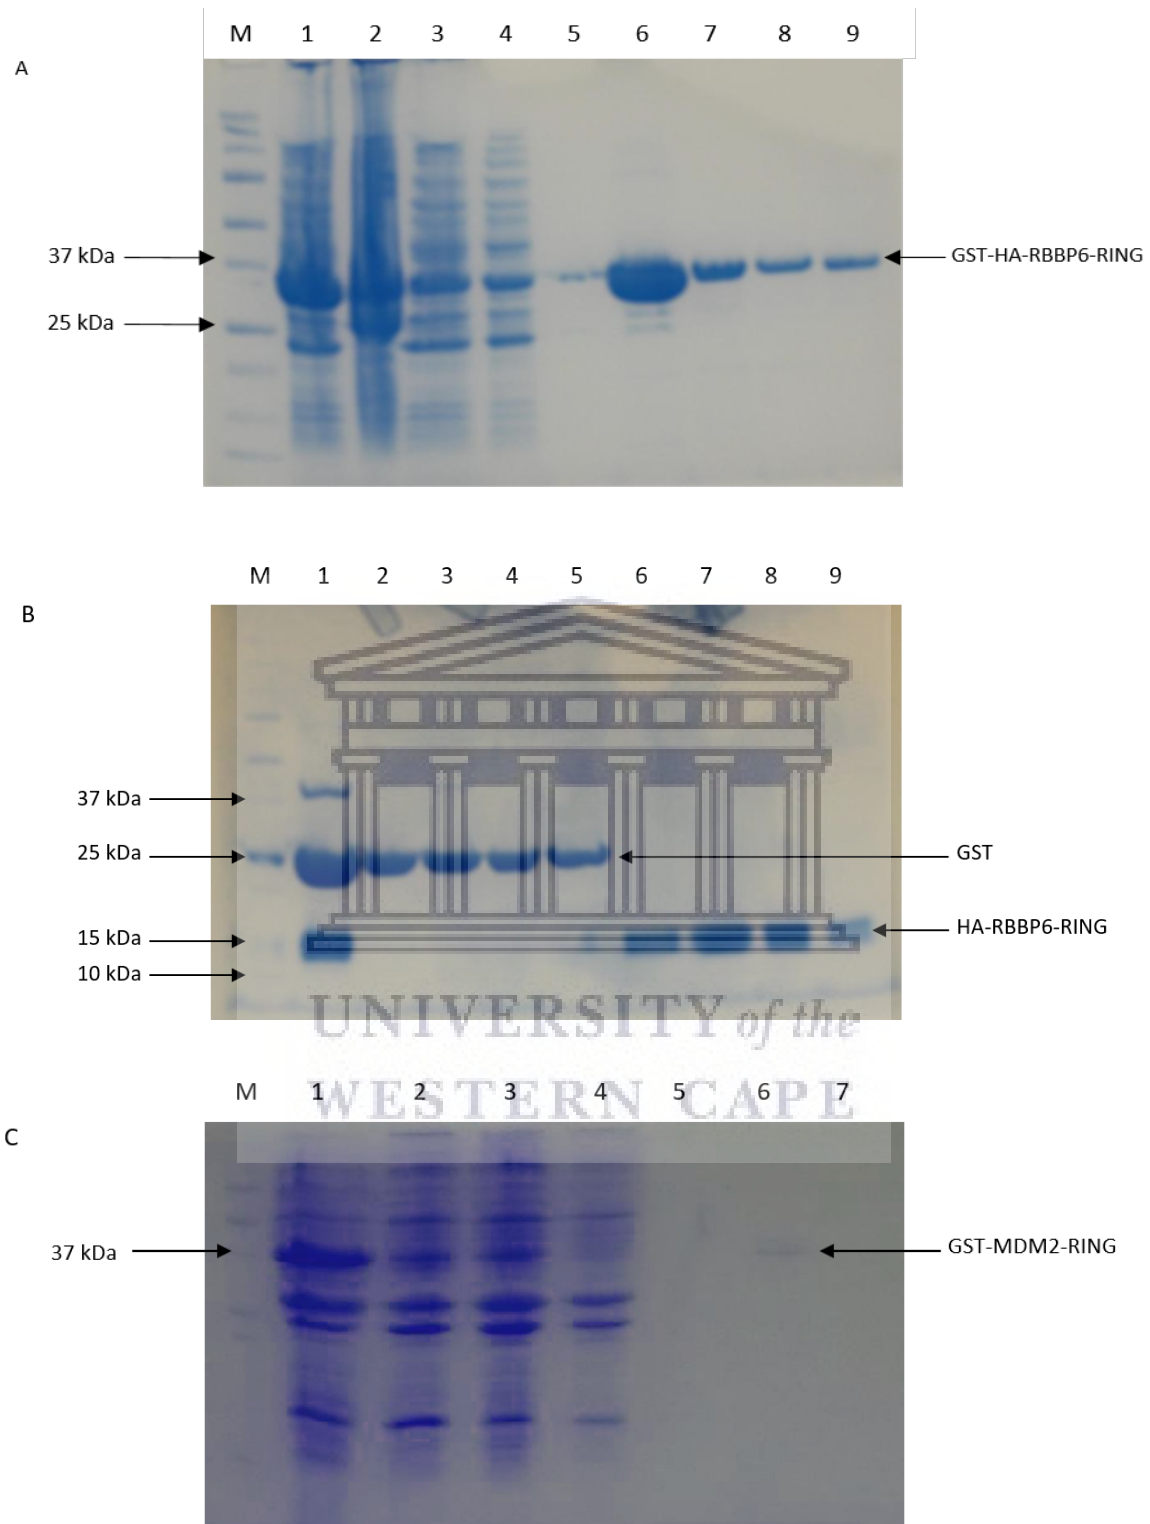 M 1 2 3 4 5 6 7 8 9
A
37 kDa
GST-HA-RBBP6-RING
25 kDa
M 1 2 3 4 5 6 7 8 9
B
37 kDa
25 kDa
GST
15 kDa
HA-RBBP6-RING
10 kDa
UNIVERSITY of the
WESTERN CAPE
M 1 2 3 4 5 6 7
C
37 kDa
GST-MDM2-RING